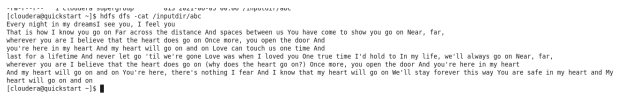 [cloudera@quickstart ~]$ hdfs dfs -cat /inputdir/abc
Every night in my dreamsI see you, I feel you
That is how I know you go on Far across the distance And spaces between us You have come to show you go on Near, far,
wherever you are I believe that the heart does go on Once more, you open the door And
you're here in my heart And my heart will go on and on Love can touch us one time And
last for a lifetime And never let go 'til we're gone Love was when I loved you One true time I'd hold to In my life, we'll always go on Near, far,
wherever you are I believe that the heart does go on (why does the heart go on?) Once more, you open the door And you're here in my heart
And my heart will go on and on You're here, there's nothing I fear And I know that my heart will go on We'll stay forever this way You are safe in my heart and My
heart will go on and on
[cloudera@quickstart ~]$